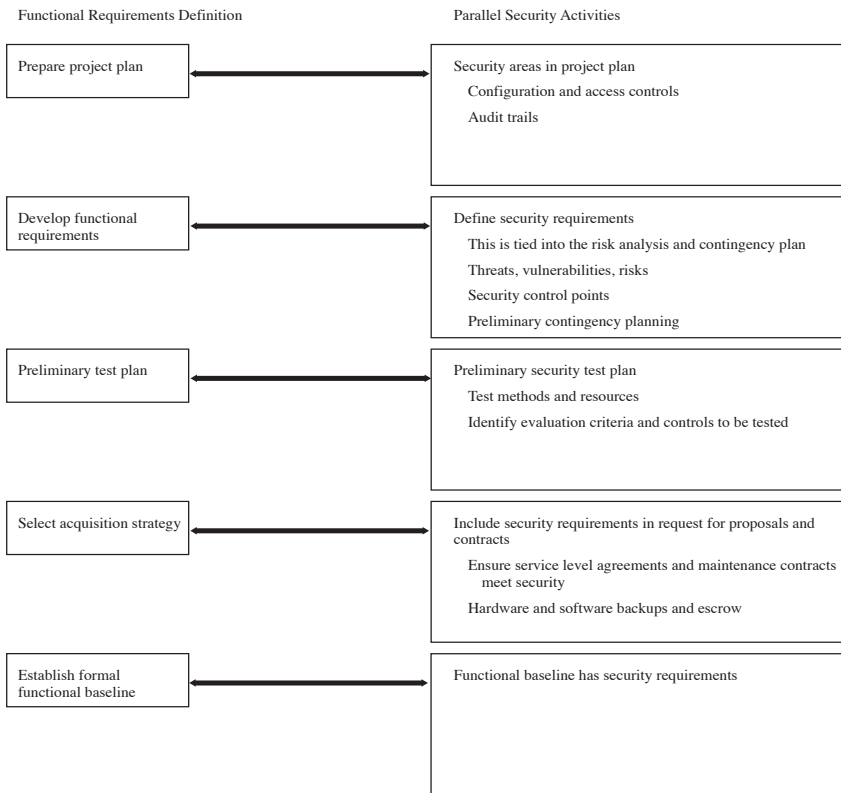 Functional Requirements Definition
Parallel Security Activities
Prepare project plan
Security areas in project plan
Configuration and access controls
Audit trails
Develop functional
requirements
Define security requirements
This is tied into the risk analysis and contingency plan
Threats, vulnerabilities, risks
Security control points
Preliminary contingency planning
Preliminary test plan
Preliminary security test plan
Test methods and resources
Identify evaluation criteria and controls to be tested
Select acquisition strategy
Include security requirements in request for proposals and
contracts
Ensure service level agreements and maintenance contracts
meet security
Hardware and software backups and escrow
Establish formal
functional baseline
Functional baseline has security requirements